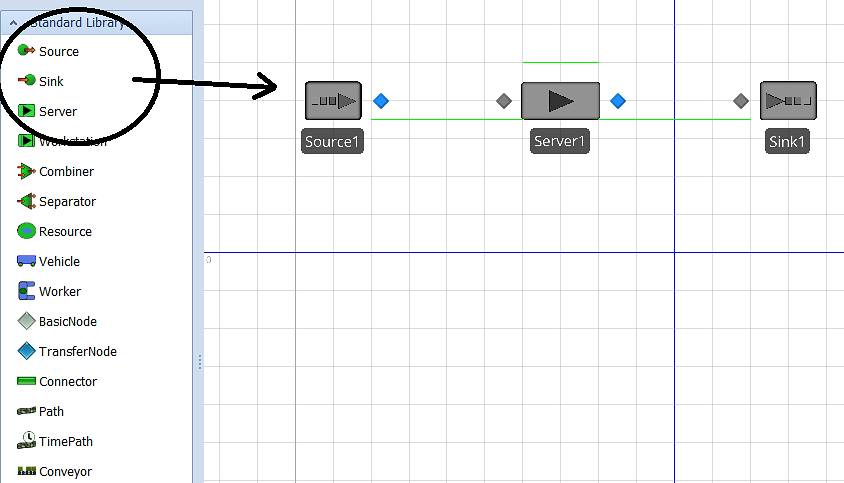 Standard Library
Source
Sink
Server
Workstation
Combiner
Separator
Resource
Vehicle
Worker
BasicNode
TransferNode
Connector
Path
TimePath
Conveyor
Source1
Server1
Sink1
0